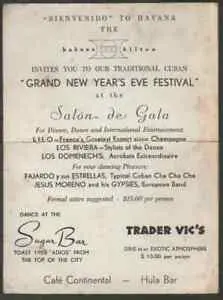 "BIENVENIDO" TO HAVANA
THE
habana hilton
INVITES YOU TO OUR TRADITIONAL CUBAN
"GRAND NEW YEAR'S EVE FESTIVAL"
at the
Salón de Gala
For Dinner, Dance and International Entertainment
LILO - France's Greatest Export since Champagne
LOS RIVIERA - Stylists of the Dance
LOS DOMENECHS, Acrobats Extraordinaire
for your dancing Pleasure:
FAJARDO y sus ESTRELLAS, Typical Cuban Cha Cha Cha
JESUS MORENO and his GYPSIES, European Band
Formal attire suggested - $25.00 per person
DANCE AT THE
Sugar Bar
TOAST 1958 "ADIOS" FROM
THE TOP OF THE CITY
TRADER VIC'S
DINE IN AN EXOTIC ATMOSPHERE
$ 10.00 per person
Café Continental - Hula Bar